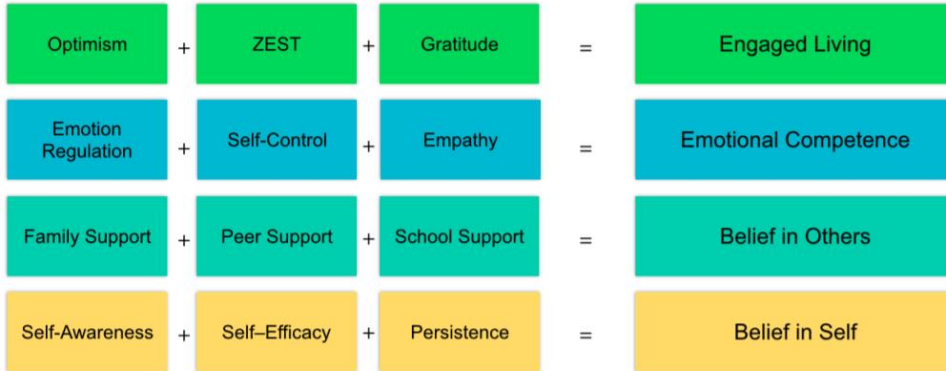 Optimism + ZEST + Gratitude = Engaged Living
Emotion
Regulation + Self-Control + Empathy = Emotional Competence
Family Support + Peer Support + School Support = Belief in Others
Self-Awareness + Self–Efficacy + Persistence = Belief in Self